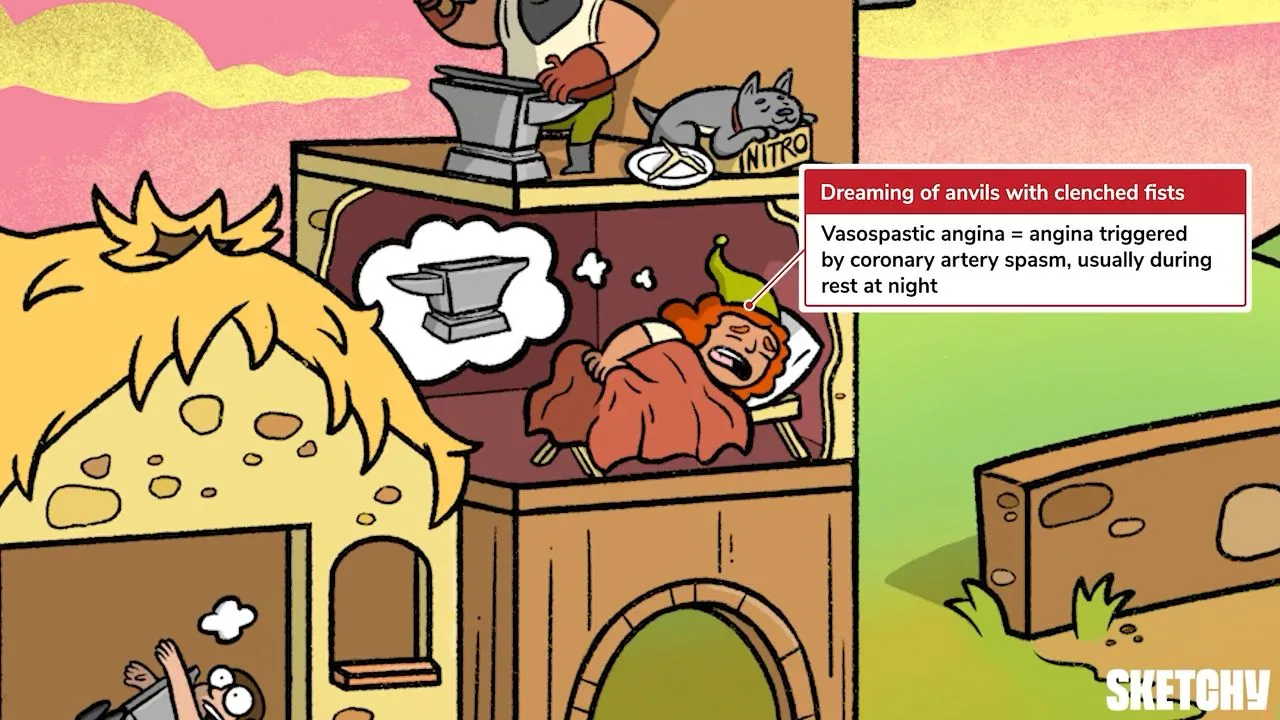 INITRO
Dreaming of anvils with clenched fists
Vasospastic angina = angina triggered
by coronary artery spasm, usually during
rest at night
SKETCHY